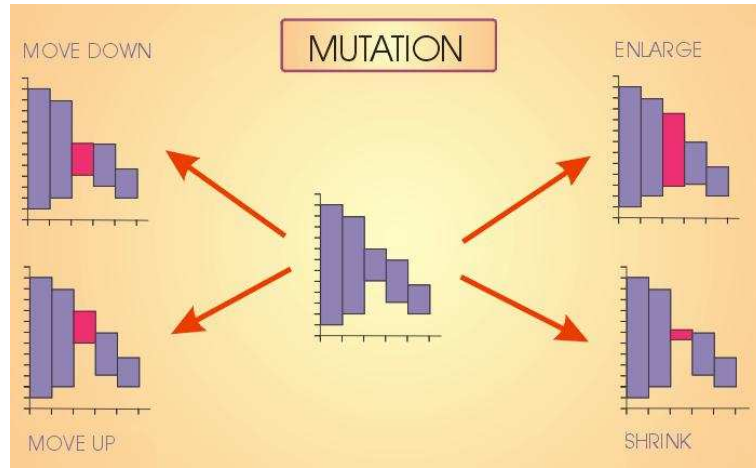 MOVE DOWN
MUTATION
ENLARGE
MOVE UP
SHRINK